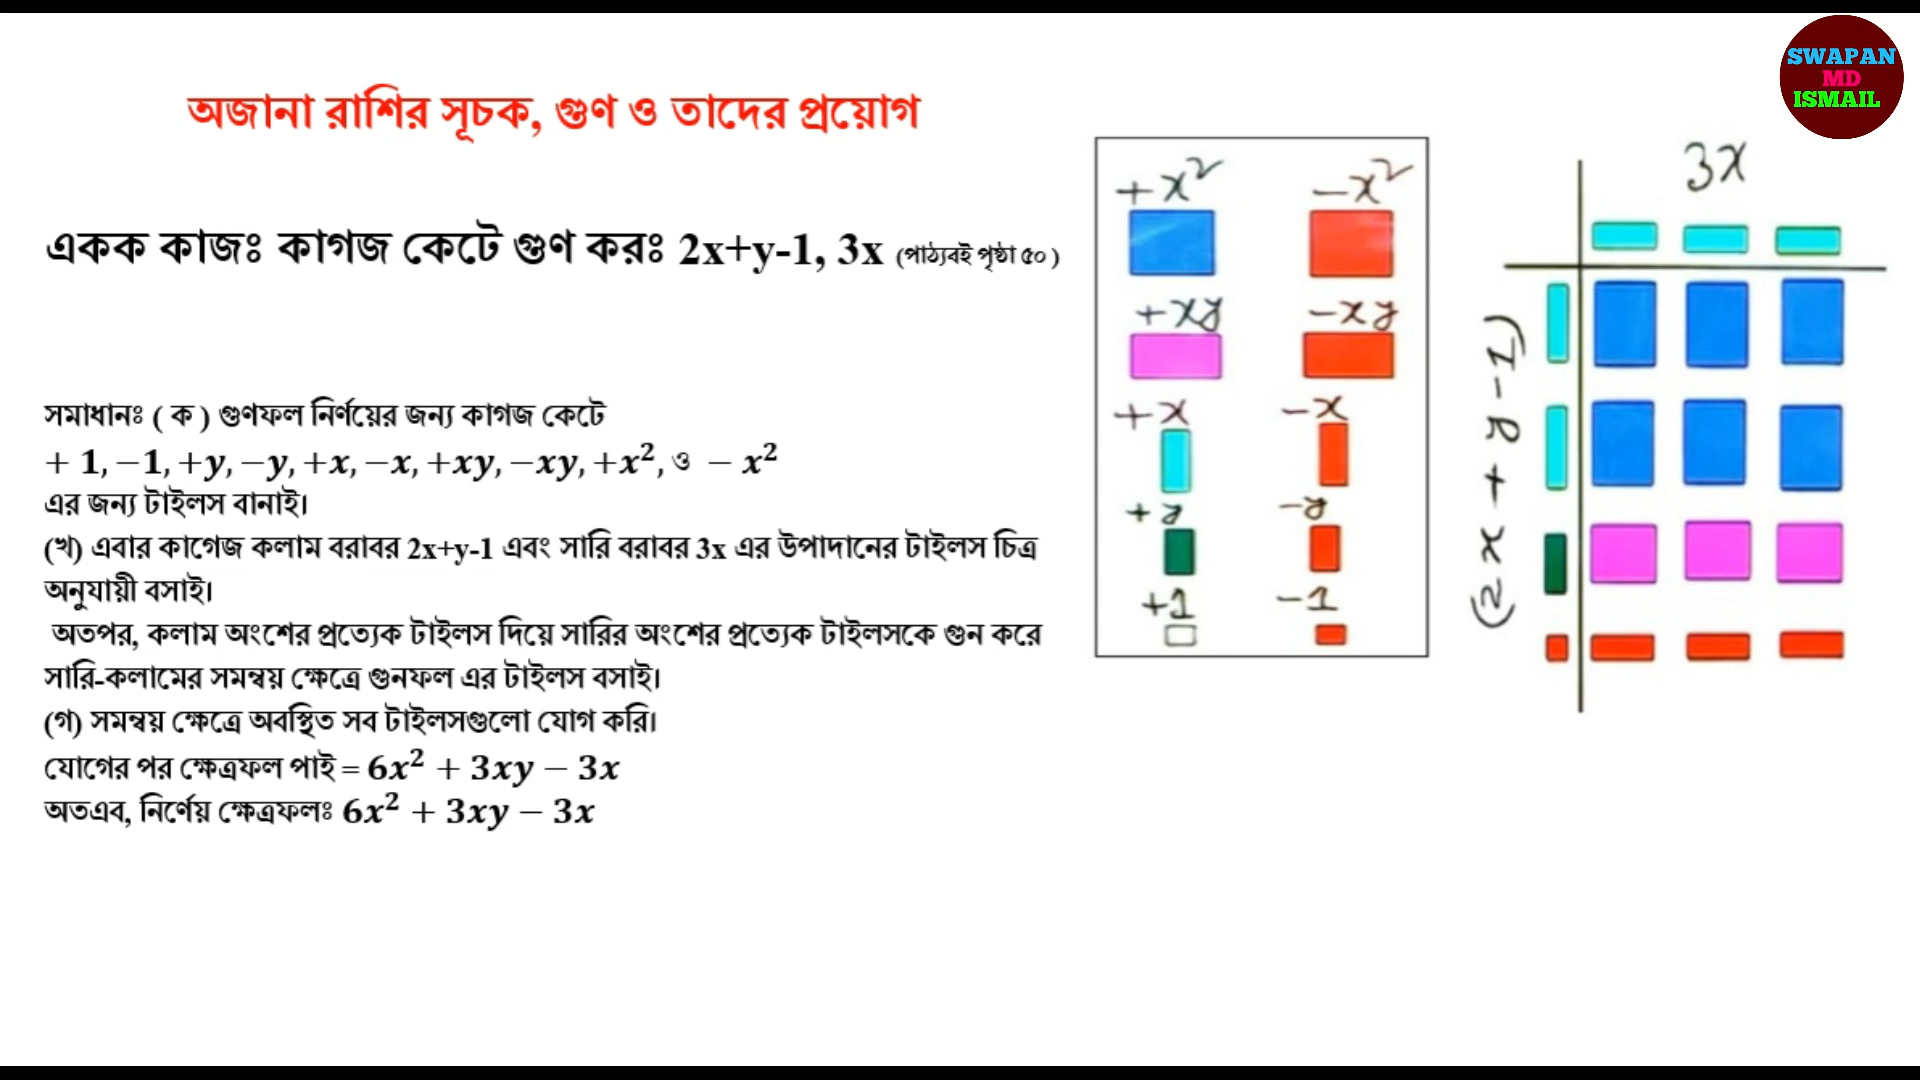 SWAPAN
MD
ISMAIL
অজানা রাশির সূচক, গুণ ও তাদের প্রয়োগ
একক কাজঃ কাগজ কেটে গুণ করঃ 2x+y-1, 3x (পাঠ্যবই পৃষ্ঠা ৫০ )
সমাধানঃ ( ক ) গুণফল নির্ণয়ের জন্য কাগজ কেটে
+ 1, −1, +y, −y, +x, −x, +xy, −xy, +x², ও − x²
এর জন্য টাইলস বানাই।
(খ) এবার কাগেজ কলাম বরাবর 2x+y-1 এবং সারি বরাবর 3x এর উপাদানের টাইলস চিত্র
অনুযায়ী বসাই।
অতপর, কলাম অংশের প্রত্যেক টাইলস দিয়ে সারির অংশের প্রত্যেক টাইলসকে গুন করে
সারি-কলামের সমন্বয় ক্ষেত্রে গুনফল এর টাইলস বসাই।
(গ) সমন্বয় ক্ষেত্রে অবস্থিত সব টাইলসগুলো যোগ করি।
যোগের পর ক্ষেত্রফল পাই = 6x² + 3xy − 3x
অতএব, নির্ণেয় ক্ষেত্রফলঃ 6x² + 3xy − 3x
+x² −x²
+xy −xy
+x −x
+y −y
+1 −1
3x
(2x + y - 1)